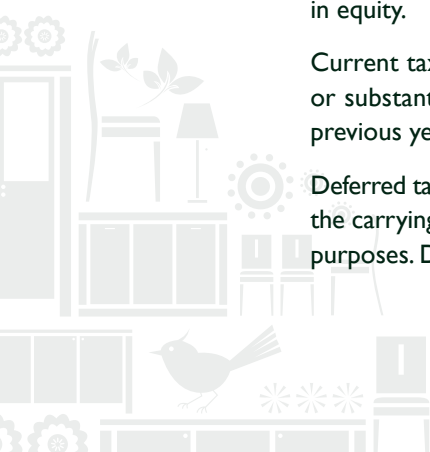 in equity.
Current tax
or substant
previous ye
Deferred ta
the carrying
purposes. D